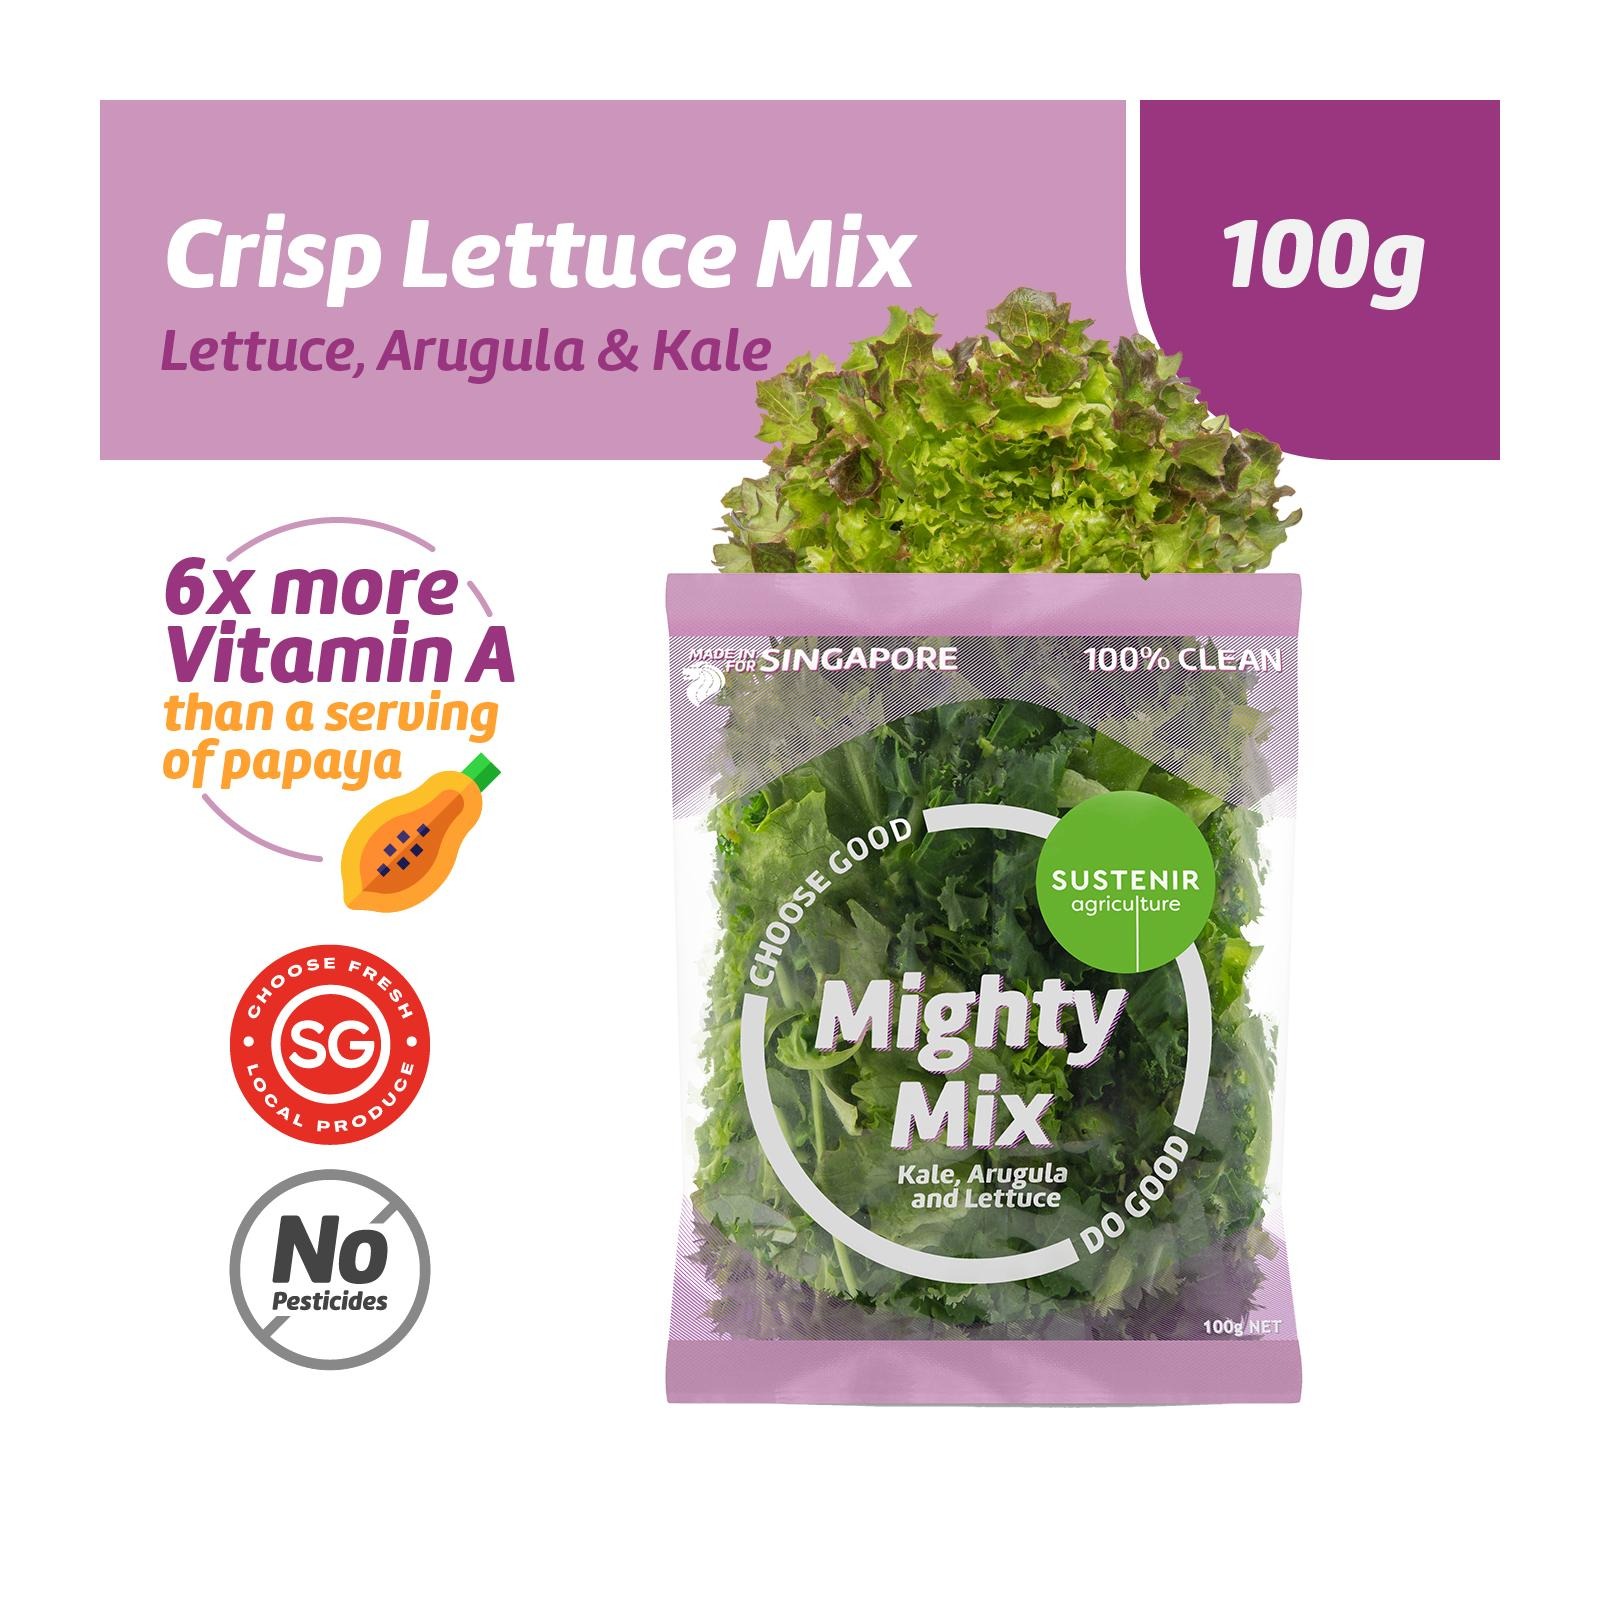 Crisp Lettuce Mix
Lettuce, Arugula & Kale
100g
6x more
Vitamin A
than a serving
of papaya
CHOOSE FRESH
SG
LOCAL PRODUCE
No
Pesticides
MADE IN
FOR SINGAPORE
100% CLEAN
CHOOSE GOOD
SUSTENIR
agriculture
Mighty
Mix
Kale, Arugula
and Lettuce
DO GOOD
100g NET